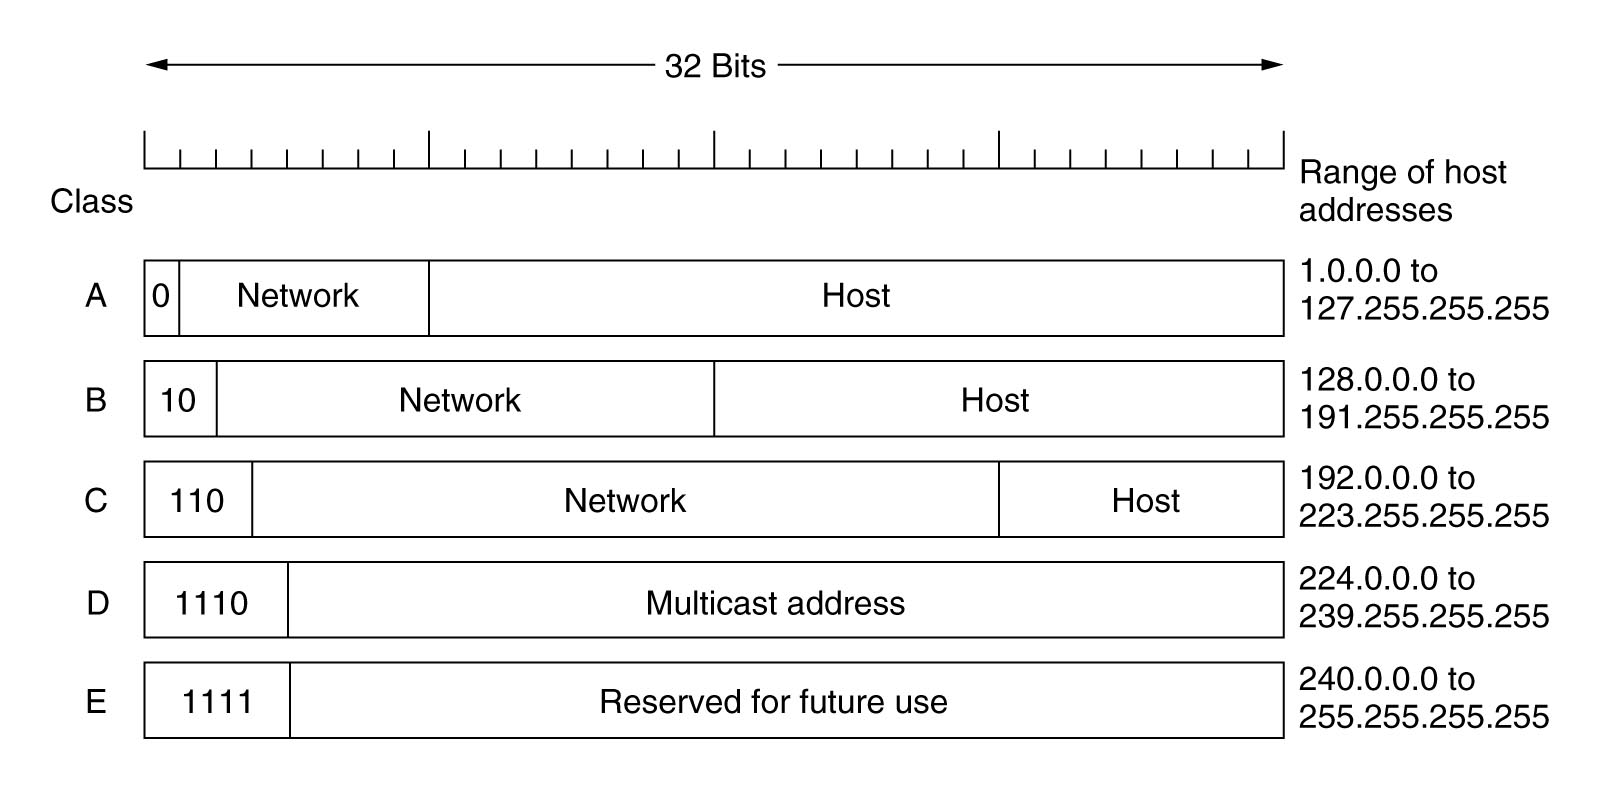 32 Bits
Range of host
addresses
Class
A
0
Network
Host
1.0.0.0 to
127.255.255.255
B
10
Network
Host
128.0.0.0 to
191.255.255.255
C
110
Network
Host
192.0.0.0 to
223.255.255.255
D
1110
Multicast address
224.0.0.0 to
239.255.255.255
E
1111
Reserved for future use
240.0.0.0 to
255.255.255.255